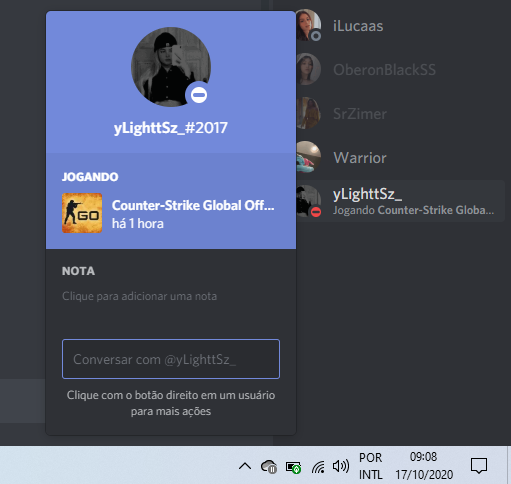 yLighttSz_#2017
JOGANDO
GO
Counter-Strike Global Off...
há 1 hora
NOTA
Clique para adicionar uma nota
Conversar com @yLighttSz_
Clique com o botão direito em um usuário
para mais ações
iLucaas
OberonBlackSS
SrZimer
Warrior
yLighttSz_
Jogando Counter-Strike Globa...
POR
INTL
09:08
17/10/2020